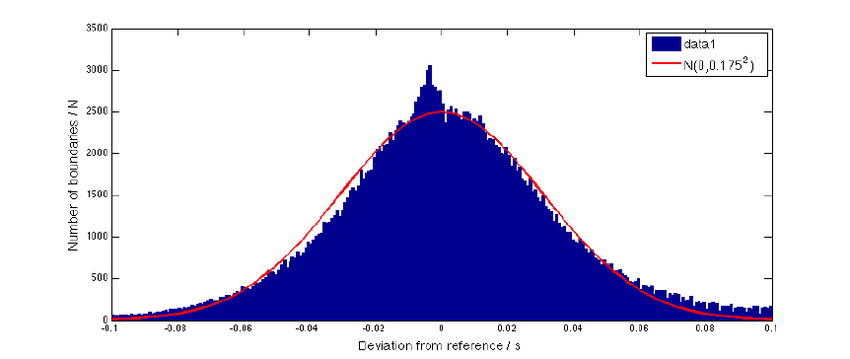 3500
3000
2500
2000
1500
1000
500
0
Number of boundaries / N
data1
N(0,0.175²)
-0.1 -0.08 -0.06 -0.04 -0.02 0 0.02 0.04 0.06 0.08 0.1
Deviation from reference / s